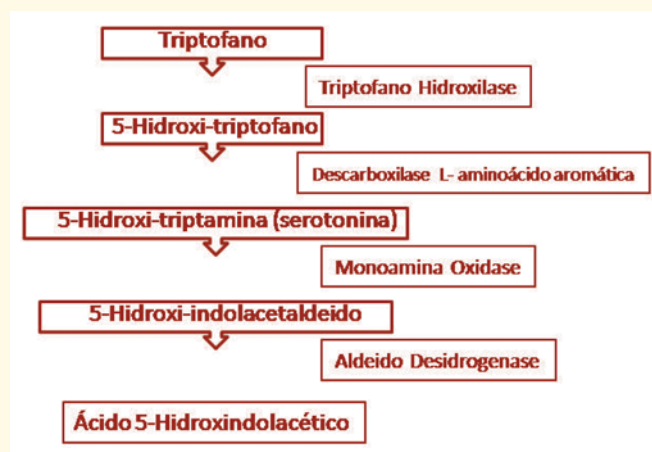 Triptofano
Triptofano Hidroxilase
5-Hidroxi-triptofano
Descarboxilase L- aminoácido aromática
5-Hidroxi-triptamina (serotonina)
Monoamina Oxidase
5-Hidroxi-indolacetaldeido
Aldeido Desidrogenase
Ácido 5-Hidroxindolacético